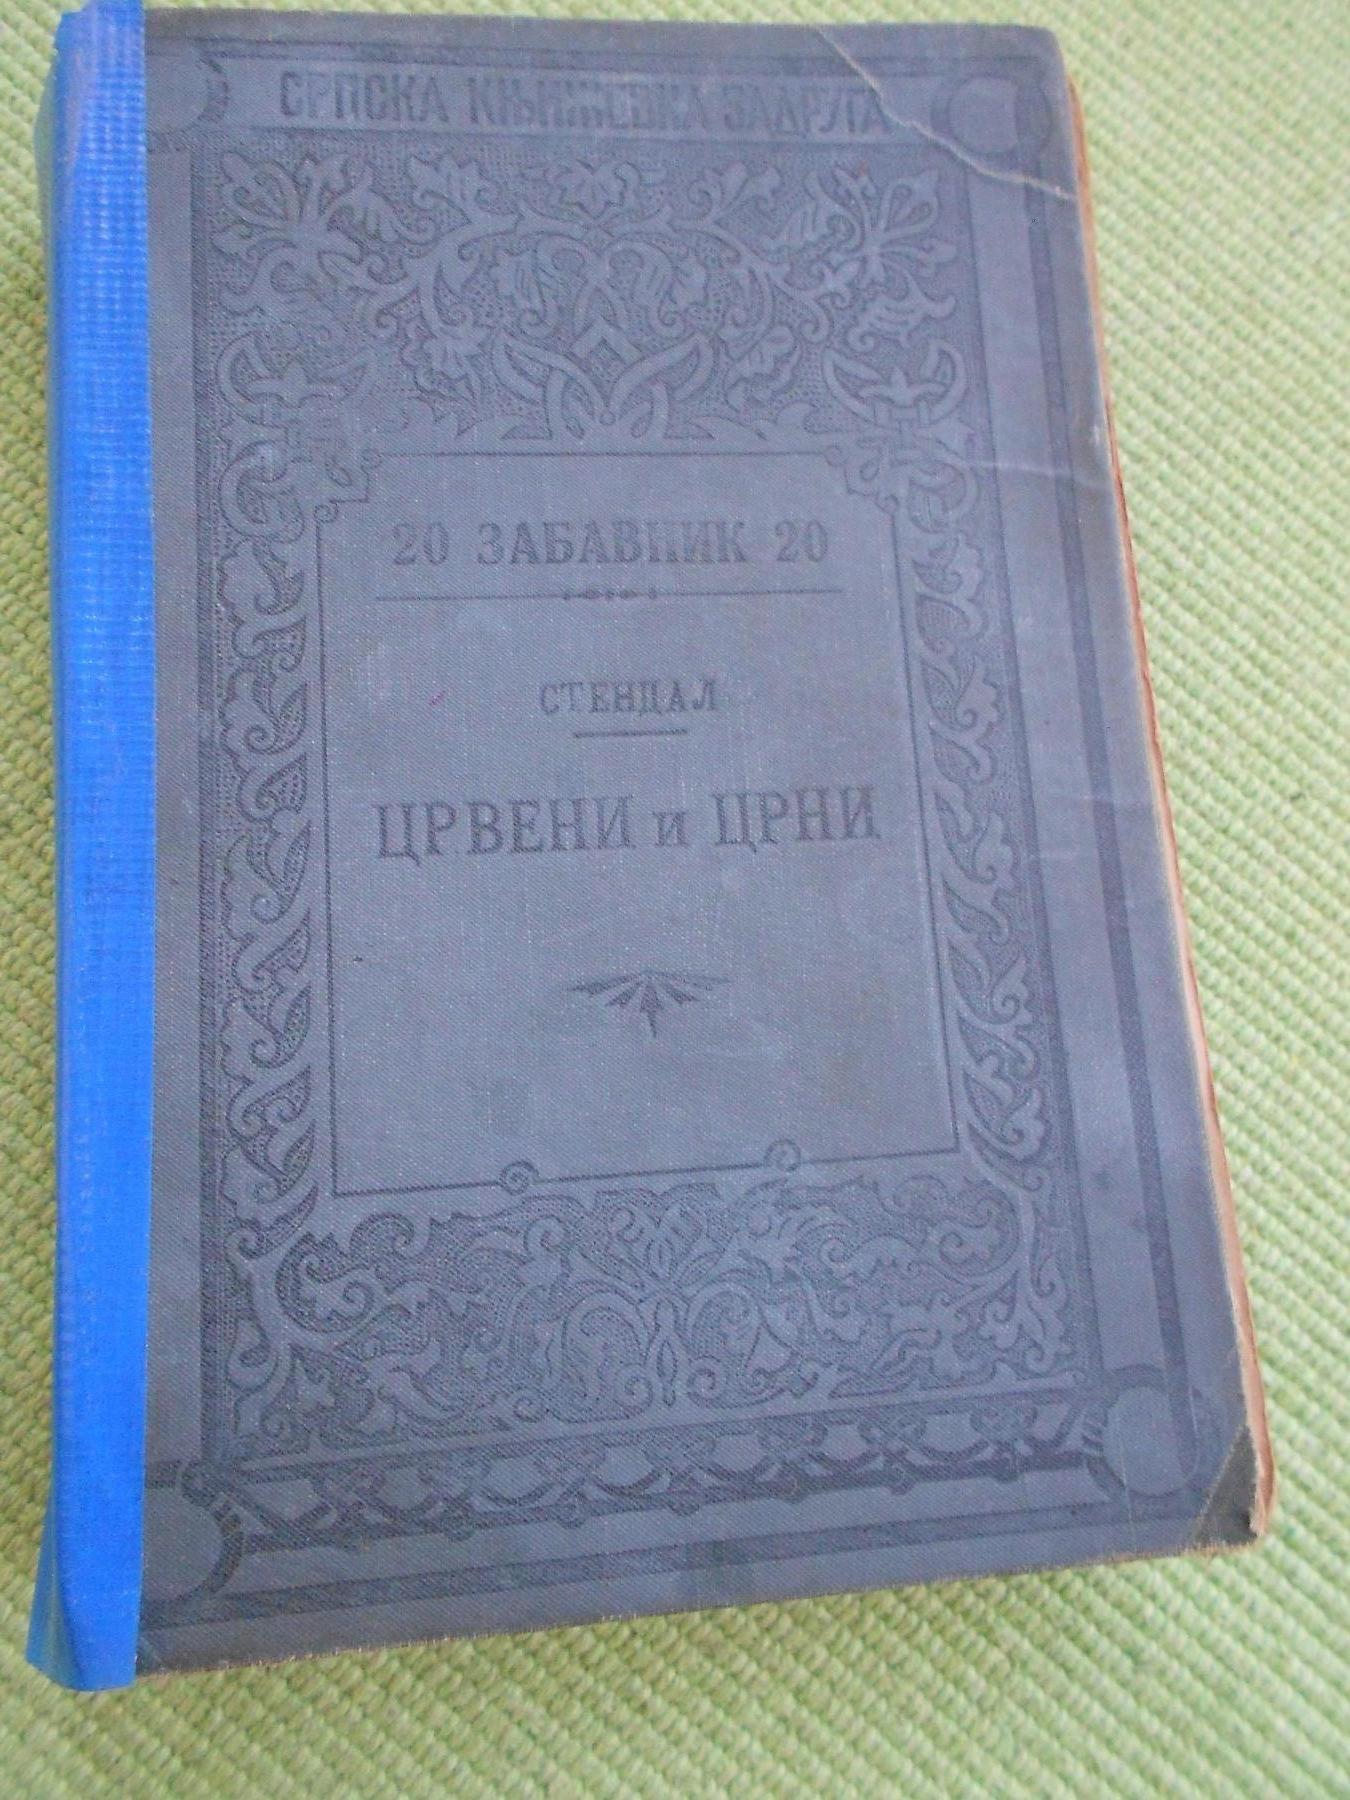 СРПСКА КЊИЖЕВНА ЗАДРУГА
20 ЗАБАВНИК 20
СТЕНДАЛ
ЦРВЕНИ и ЦРНИ